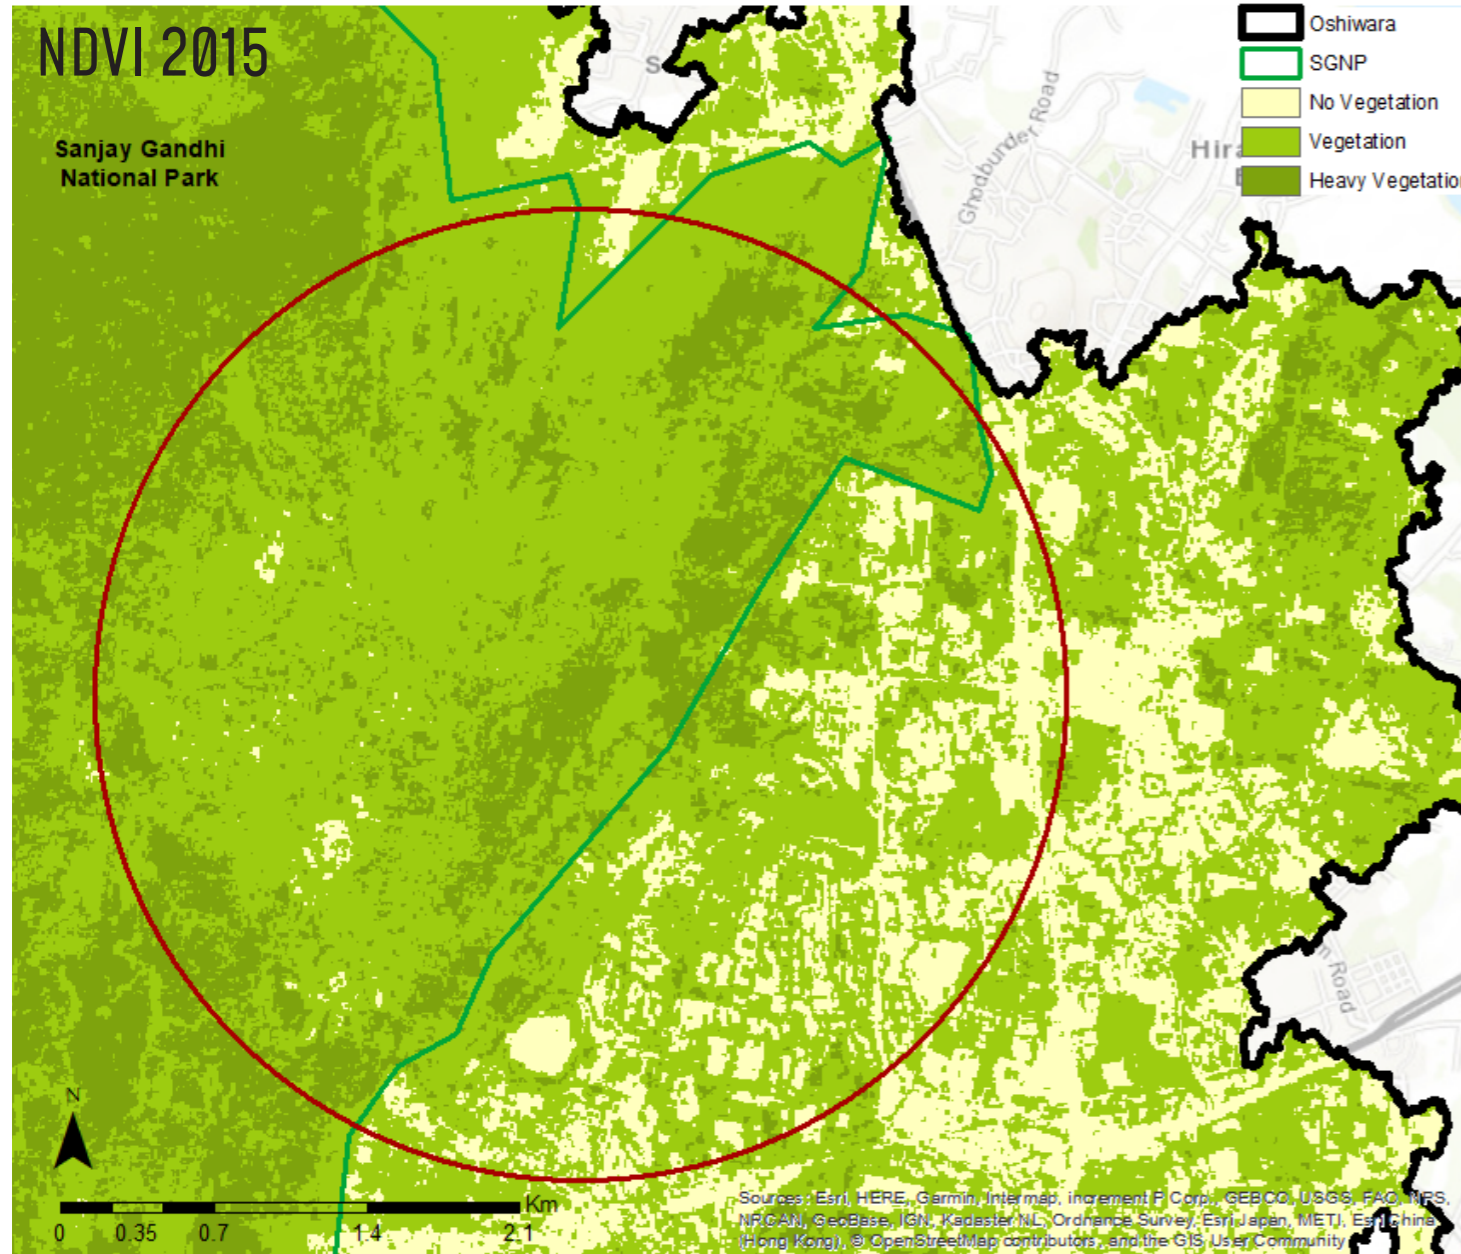 NDVI 2015
Oshiwara
SGNP
No Vegetation
Vegetation
Heavy Vegetation
Sanjay Gandhi
National Park
Ghodbunder Road
Hira
Road
N
Km
0 0.35 0.7 1.4 2.1
Sources: Esri, HERE, Garmin, Intermap, increment P Corp., GEBCO, USGS, FAO, NPS,
NRCAN, GeoBase, IGN, Kadaster NL, Ordnance Survey, Esri Japan, METI, Esri China
(Hong Kong), © OpenStreetMap contributors, and the GIS User Community